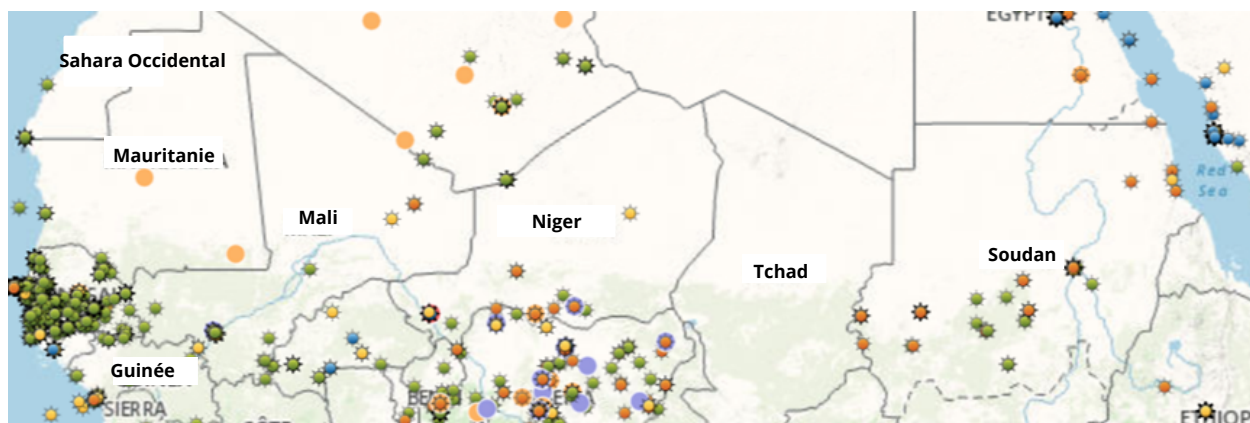 EGYPT
Sahara Occidental
Mauritanie
Red
Sea
Mali
Niger
Soudan
Tchad
Guinée
SIERRA